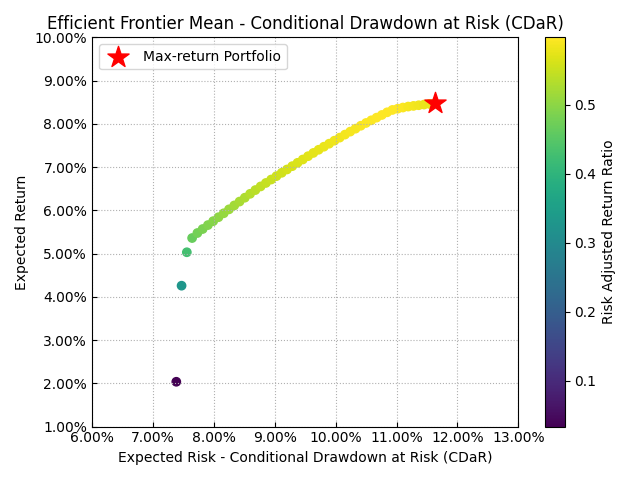 Efficient Frontier Mean - Conditional Drawdown at Risk (CDaR)
Max-return Portfolio
10.00%
9.00%
8.00%
7.00%
6.00%
5.00%
4.00%
3.00%
2.00%
1.00%
Expected Return
6.00% 7.00% 8.00% 9.00% 10.00% 11.00% 12.00% 13.00%
Expected Risk - Conditional Drawdown at Risk (CDaR)
0.5
0.4
0.3
0.2
0.1
Risk Adjusted Return Ratio